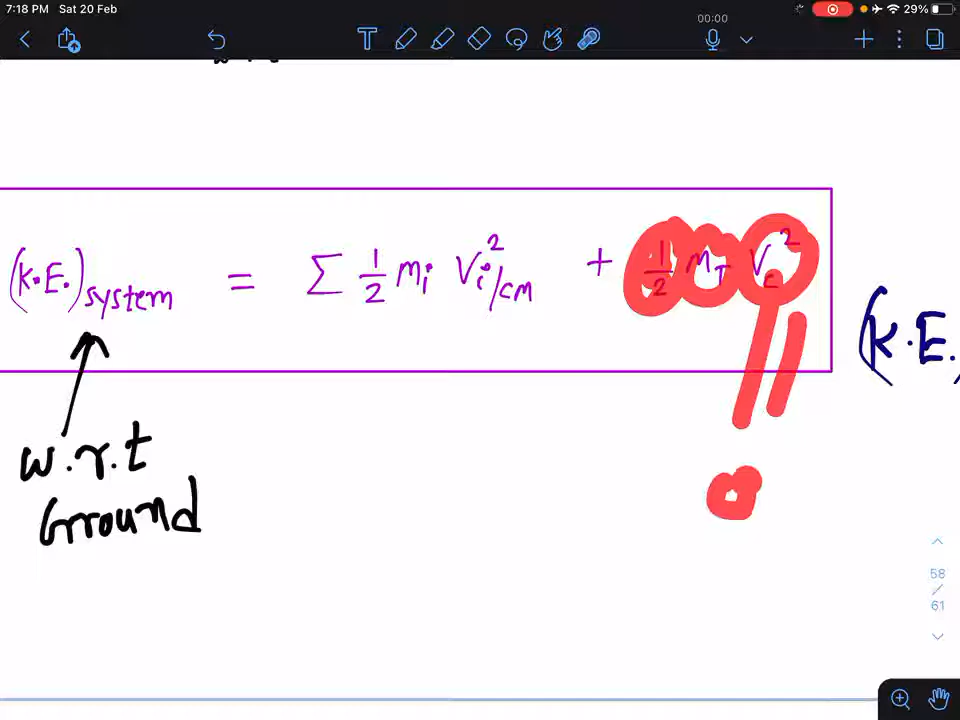 7:18 PM Sat 20 Feb
00:00
29%
T
(K.E.)system = ∑ 1/2 mi Vi/cm² + 1/2 MT Vc²
(K.E.
w.r.t
Grround
58
/
61